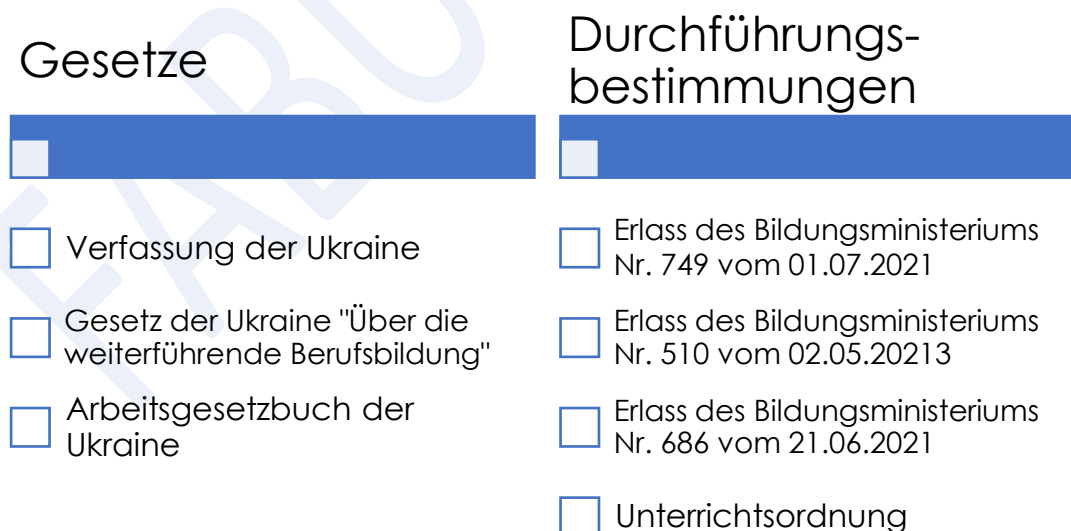 Gesetze
Verfassung der Ukraine
Gesetz der Ukraine "Über die
weiterführende Berufsbildung"
Arbeitsgesetzbuch der
Ukraine
Durchführungs-
bestimmungen
Erlass des Bildungsministeriums
Nr. 749 vom 01.07.2021
Erlass des Bildungsministeriums
Nr. 510 vom 02.05.20213
Erlass des Bildungsministeriums
Nr. 686 vom 21.06.2021
Unterrichtsordnung